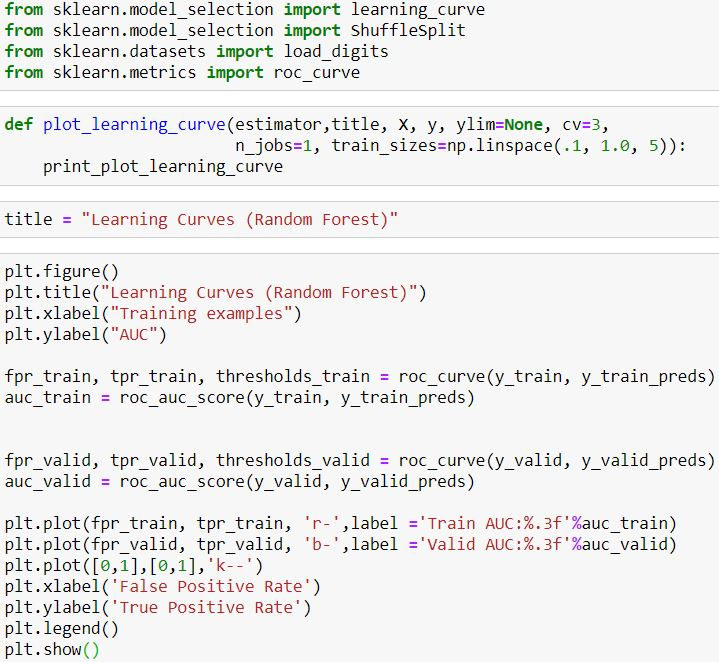 from sklearn.model_selection import learning_curve
from sklearn.model_selection import ShuffleSplit
from sklearn.datasets import load_digits
from sklearn.metrics import roc_curve
def plot_learning_curve(estimator,title, X, y, ylim=None, cv=3,
                        n_jobs=1, train_sizes=np.linspace(.1, 1.0, 5)):
    print_plot_learning_curve
title = "Learning Curves (Random Forest)"
plt.figure()
plt.title("Learning Curves (Random Forest)")
plt.xlabel("Training examples")
plt.ylabel("AUC")
fpr_train, tpr_train, thresholds_train = roc_curve(y_train, y_train_preds)
auc_train = roc_auc_score(y_train, y_train_preds)
fpr_valid, tpr_valid, thresholds_valid = roc_curve(y_valid, y_valid_preds)
auc_valid = roc_auc_score(y_valid, y_valid_preds)
plt.plot(fpr_train, tpr_train, 'r-',label ='Train AUC:%.3f'%auc_train)
plt.plot(fpr_valid, tpr_valid, 'b-',label ='Valid AUC:%.3f'%auc_valid)
plt.plot([0,1],[0,1],'k--')
plt.xlabel('False Positive Rate')
plt.ylabel('True Positive Rate')
plt.legend()
plt.show()